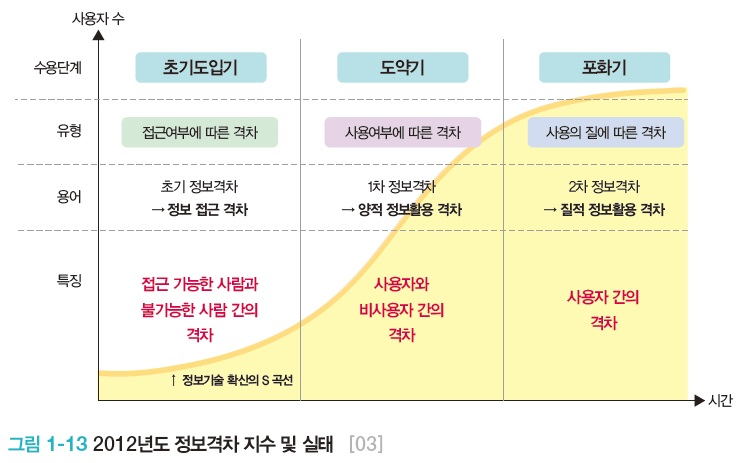 사용자 수
수용단계
초기도입기
도약기
포화기
유형
접근여부에 따른 격차
사용여부에 따른 격차
사용의 질에 따른 격차
용어
초기 정보격차
→ 정보 접근 격차
1차 정보격차
→ 양적 정보활용 격차
2차 정보격차
→ 질적 정보활용 격차
특징
접근 가능한 사람과
불가능한 사람 간의
격차
사용자와
비사용자 간의
격차
사용자 간의
격차
↑ 정보기술 확산의 S 곡선
시간
그림 1-13 2012년도 정보격차 지수 및 실태 [03]